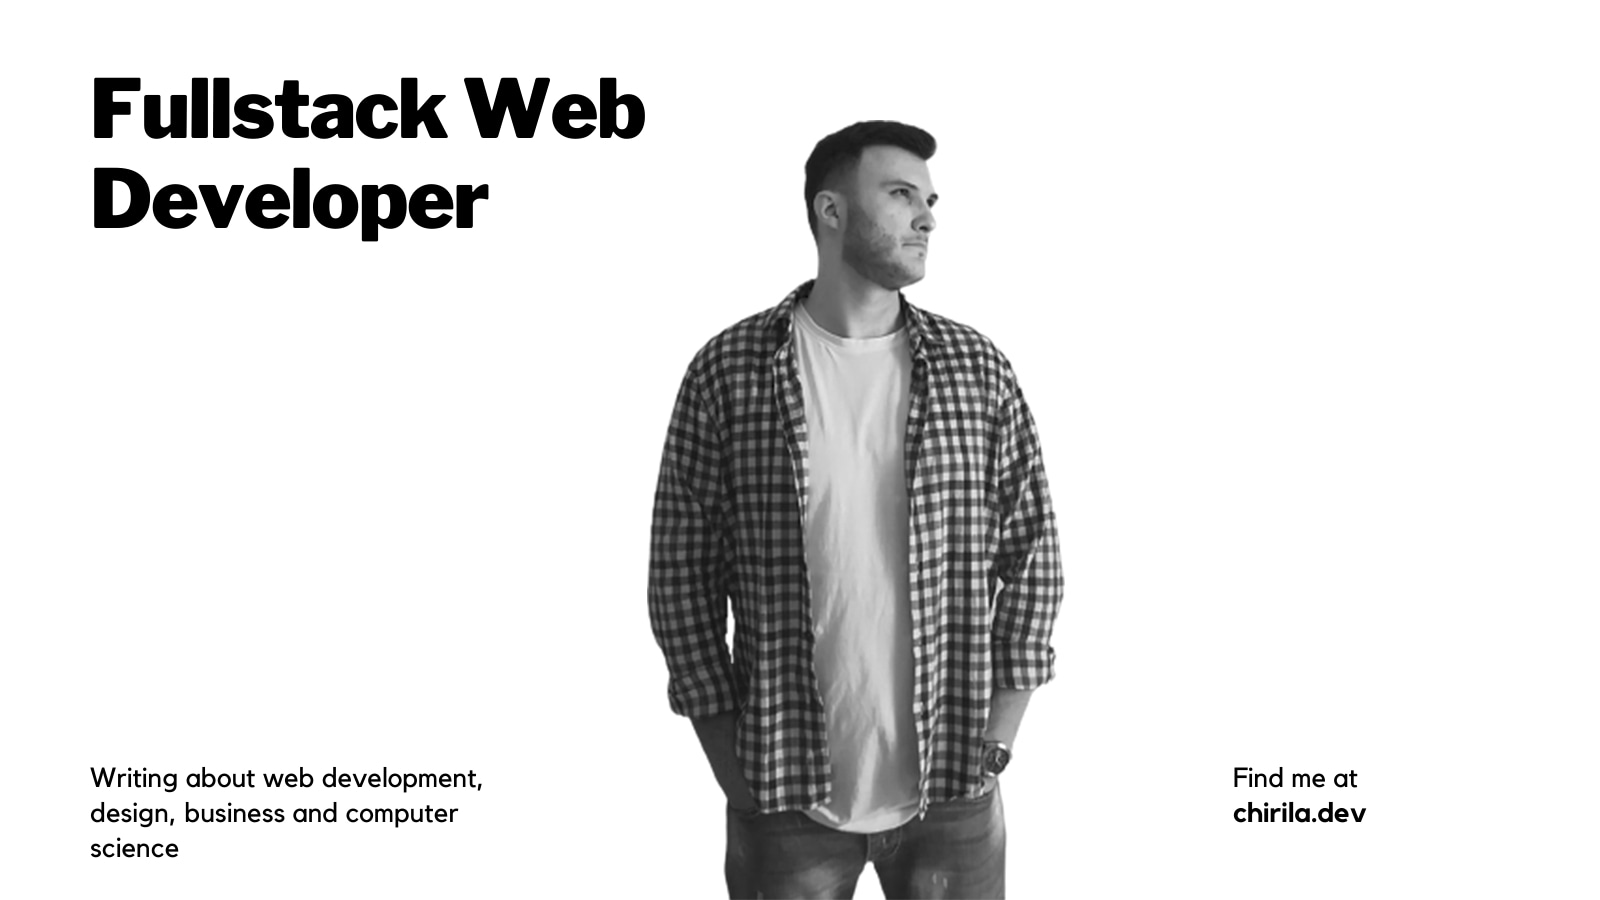 Fullstack Web
Developer
Writing about web development,
design, business and computer
science
Find me at
chirila.dev